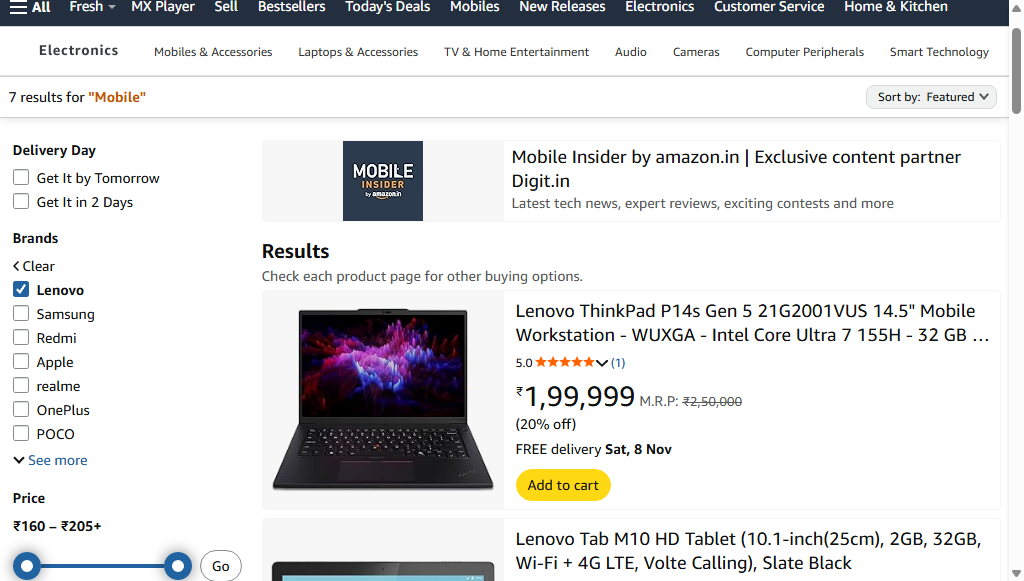 All Fresh MX Player Sell Bestsellers Today's Deals Mobiles New Releases Electronics Customer Service Home & Kitchen
Electronics Mobiles & Accessories Laptops & Accessories TV & Home Entertainment Audio Cameras Computer Peripherals Smart Technology
7 results for "Mobile"
Sort by: Featured
Delivery Day
Get It by Tomorrow
Get It in 2 Days
Brands
Clear
Lenovo
Samsung
Redmi
Apple
realme
OnePlus
POCO
See more
Price
₹160 – ₹205+
Go
MOBILE
INSIDER
by amazon.in
Mobile Insider by amazon.in | Exclusive content partner
Digit.in
Latest tech news, expert reviews, exciting contests and more
Results
Check each product page for other buying options.
Lenovo ThinkPad P14s Gen 5 21G2001VUS 14.5" Mobile
Workstation - WUXGA - Intel Core Ultra 7 155H - 32 GB …
5.0 (1)
₹1,99,999 M.R.P: ₹2,50,000
(20% off)
FREE delivery Sat, 8 Nov
Add to cart
Lenovo Tab M10 HD Tablet (10.1-inch(25cm), 2GB, 32GB,
Wi-Fi + 4G LTE, Volte Calling), Slate Black